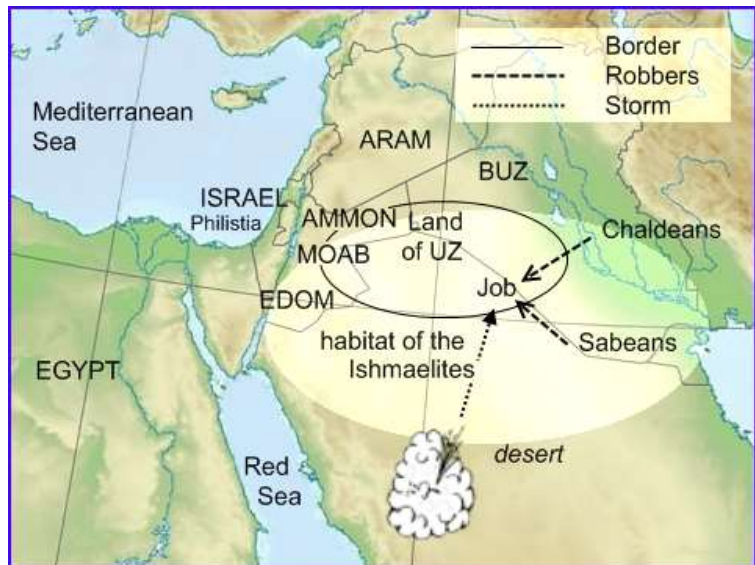 Border
Robbers
Storm
Mediterranean
Sea
ARAM
BUZ
ISRAEL
Philistia
AMMON
Land
of UZ
Chaldeans
MOAB
Job
EDOM
habitat of the
Ishmaelites
Sabeans
EGYPT
desert
Red
Sea